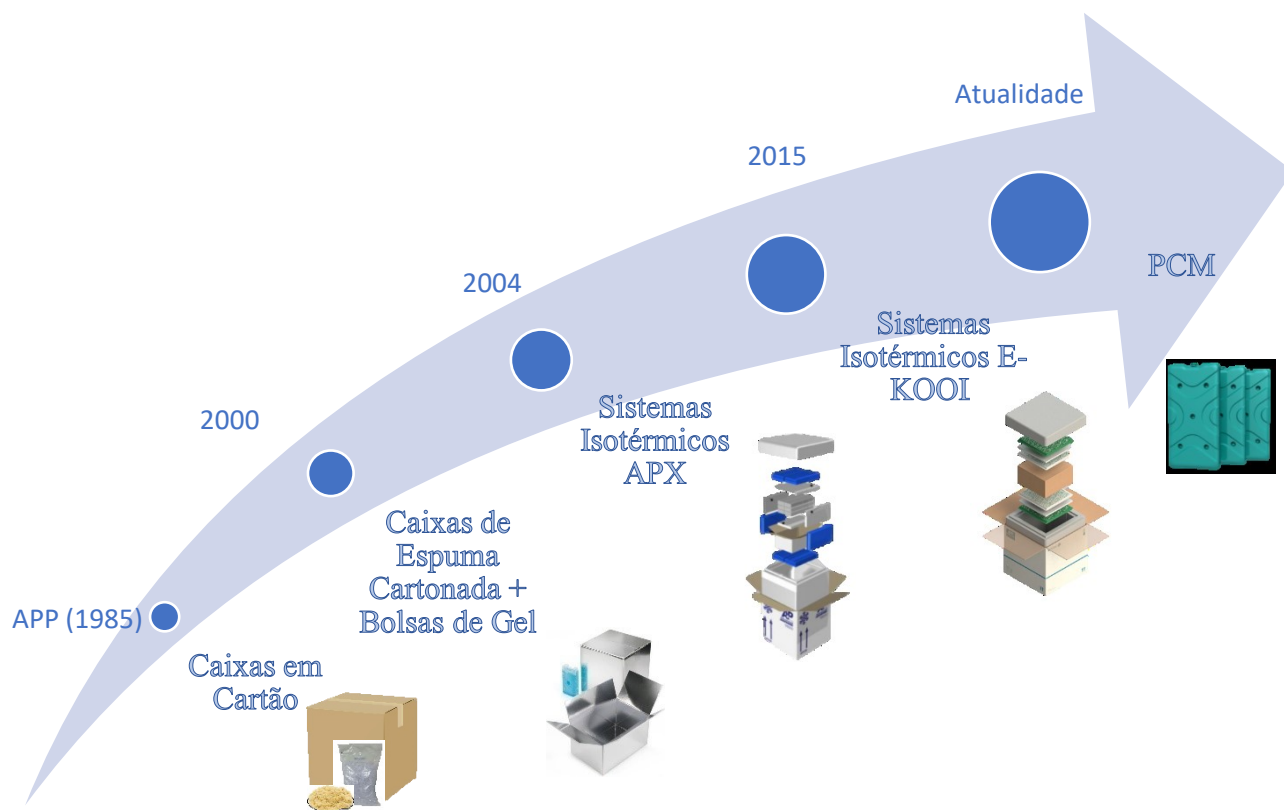 APP (1985)
Caixas em
Cartão
2000
Caixas de
Espuma
Cartonada +
Bolsas de Gel
2004
Sistemas
Isotérmicos
APX
2015
Sistemas
Isotérmicos E-
KOOI
Atualidade
PCM